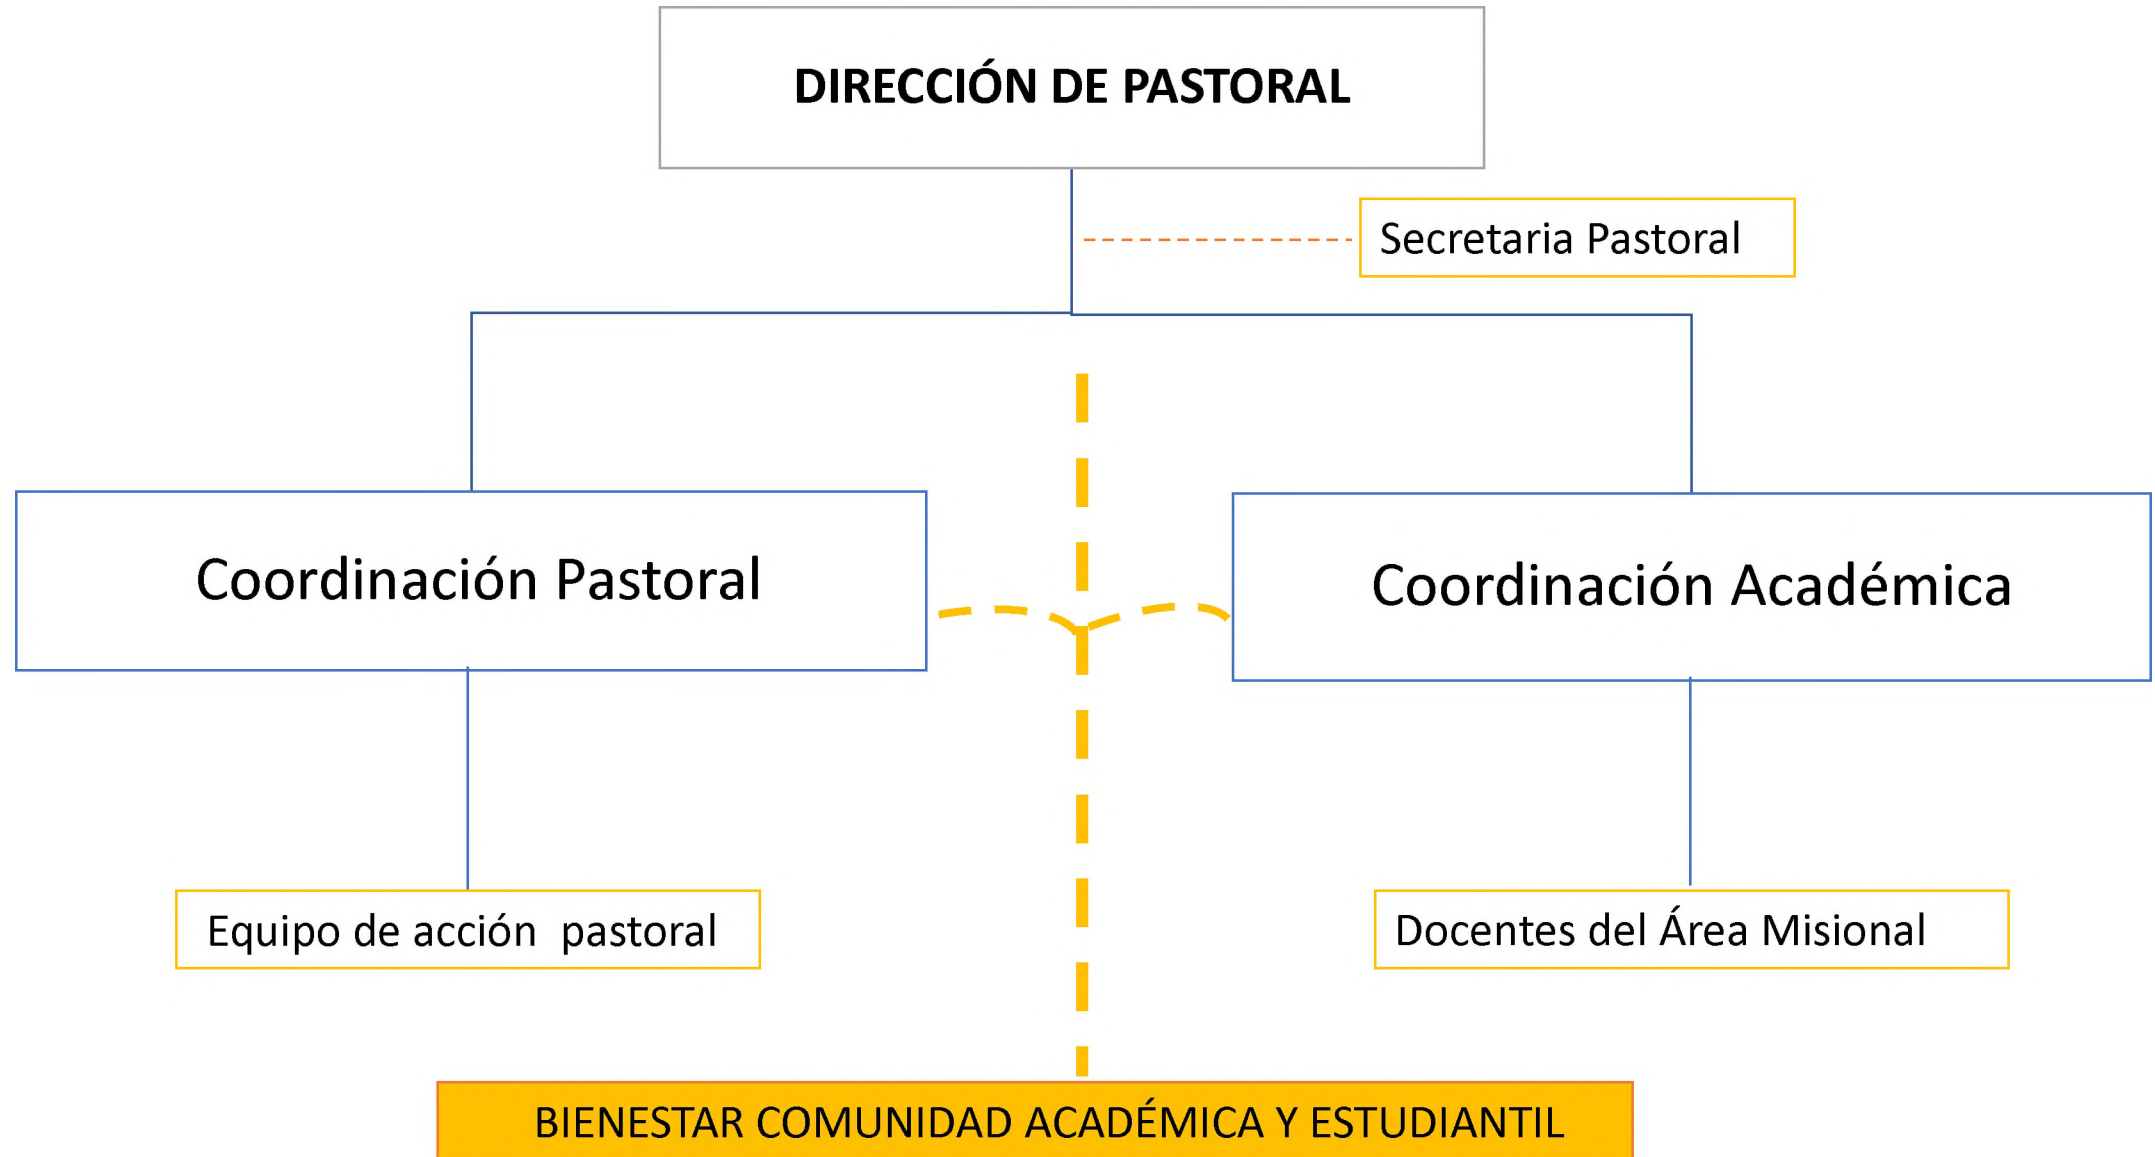 DIRECCIÓN DE PASTORAL
Secretaria Pastoral
Coordinación Pastoral
Coordinación Académica
Equipo de acción  pastoral
Docentes del Área Misional
BIENESTAR COMUNIDAD ACADÉMICA Y ESTUDIANTIL